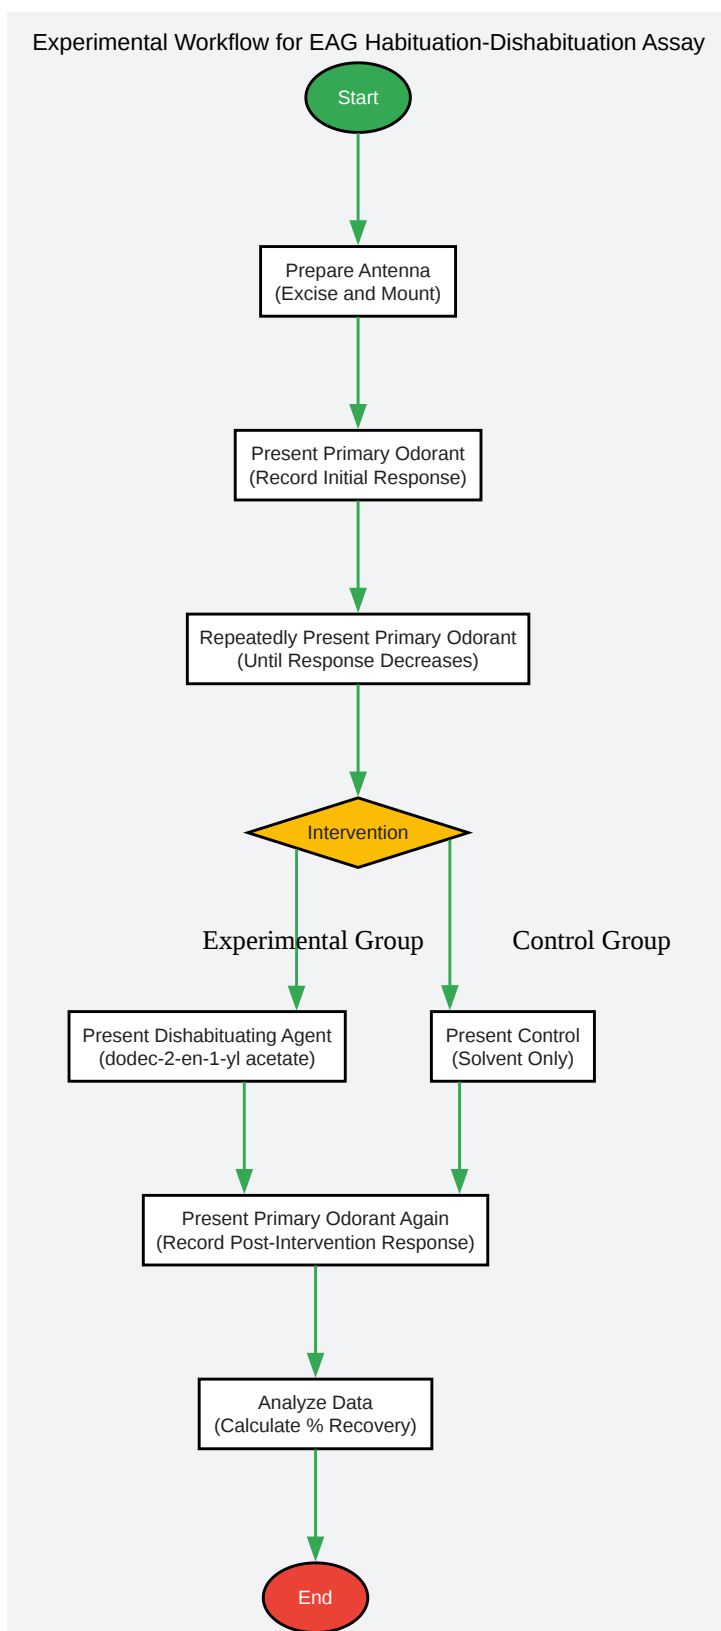 Experimental Workflow for EAG Habituation-Dishabituation Assay
Start
Prepare Antenna
(Excise and Mount)
Present Primary Odorant
(Record Initial Response)
Repeatedly Present Primary Odorant
(Until Response Decreases)
Intervention
Experimental Group
Control Group
Present Dishabituating Agent
(dodec-2-en-1-yl acetate)
Present Control
(Solvent Only)
Present Primary Odorant Again
(Record Post-Intervention Response)
Analyze Data
(Calculate % Recovery)
End